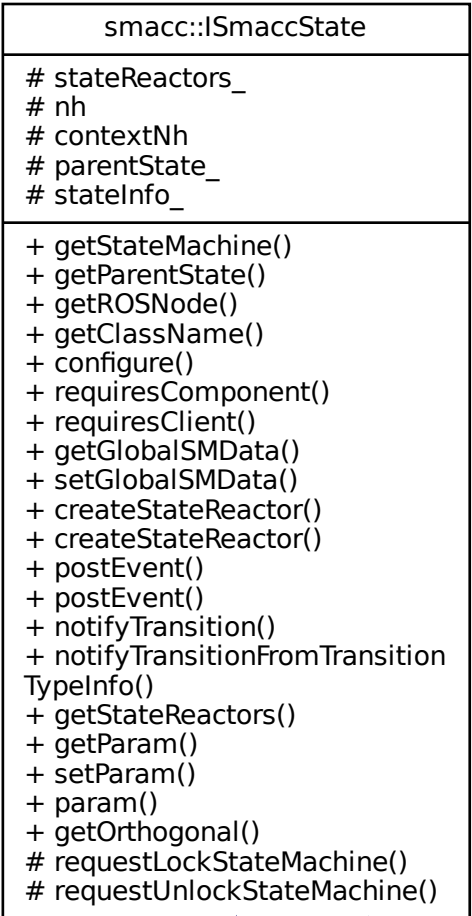 smacc::ISmaccState
# stateReactors_
# nh
# contextNh
# parentState_
# stateInfo_
+ getStateMachine()
+ getParentState()
+ getROSNode()
+ getClassName()
+ configure()
+ requiresComponent()
+ requiresClient()
+ getGlobalSMData()
+ setGlobalSMData()
+ createStateReactor()
+ createStateReactor()
+ postEvent()
+ postEvent()
+ notifyTransition()
+ notifyTransitionFromTransition
TypeInfo()
+ getStateReactors()
+ getParam()
+ setParam()
+ param()
+ getOrthogonal()
# requestLockStateMachine()
# requestUnlockStateMachine()